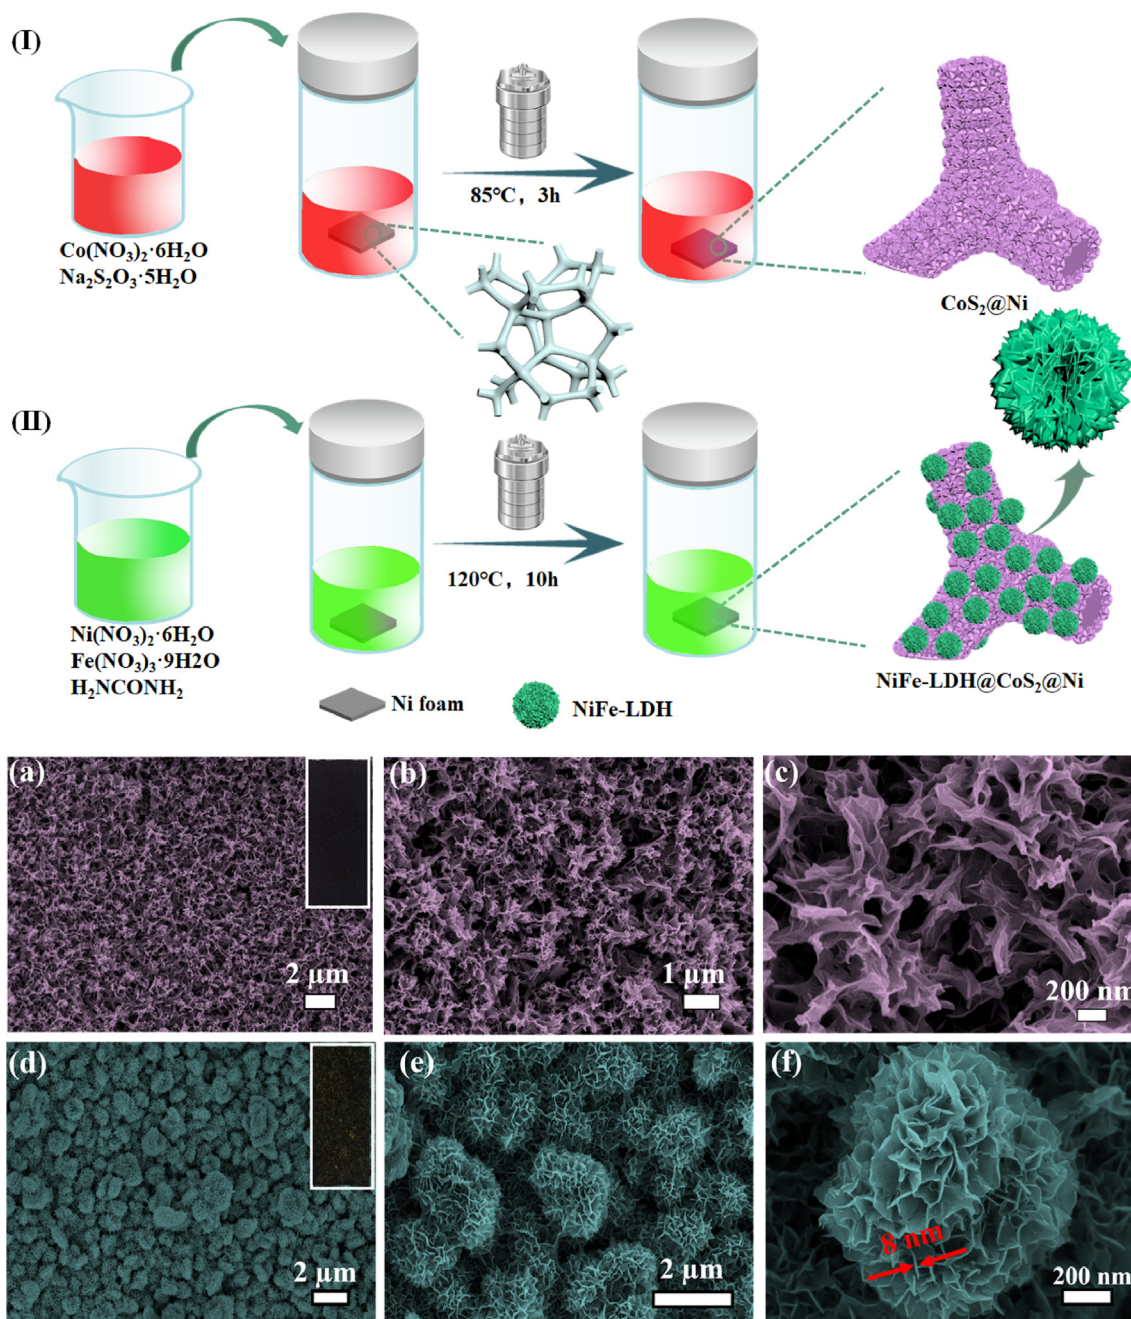 (I)
Co(NO₃)₂·6H₂O
Na₂S₂O₃·5H₂O
85°C, 3h
CoS₂@Ni
(II)
Ni(NO₃)₂·6H₂O
Fe(NO₃)₃·9H2O
H₂NCONH₂
120°C, 10h
NiFe-LDH@CoS₂@Ni
Ni foam
NiFe-LDH
(a)
2 µm
(b)
1 µm
(c)
200 nm
(d)
2 µm
(e)
2 µm
(f)
8 nm
200 nm